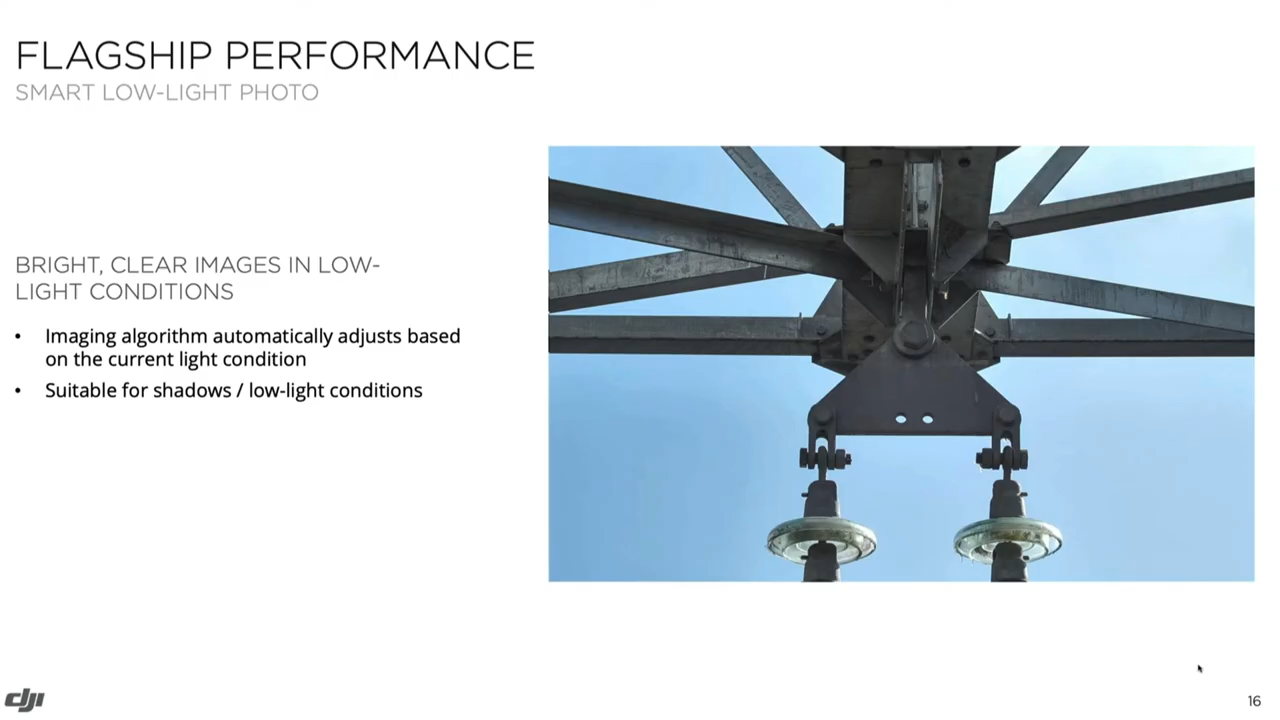 FLAGSHIP PERFORMANCE
SMART LOW-LIGHT PHOTO
BRIGHT, CLEAR IMAGES IN LOW-
LIGHT CONDITIONS
• Imaging algorithm automatically adjusts based
on the current light condition
• Suitable for shadows / low-light conditions
dji
16